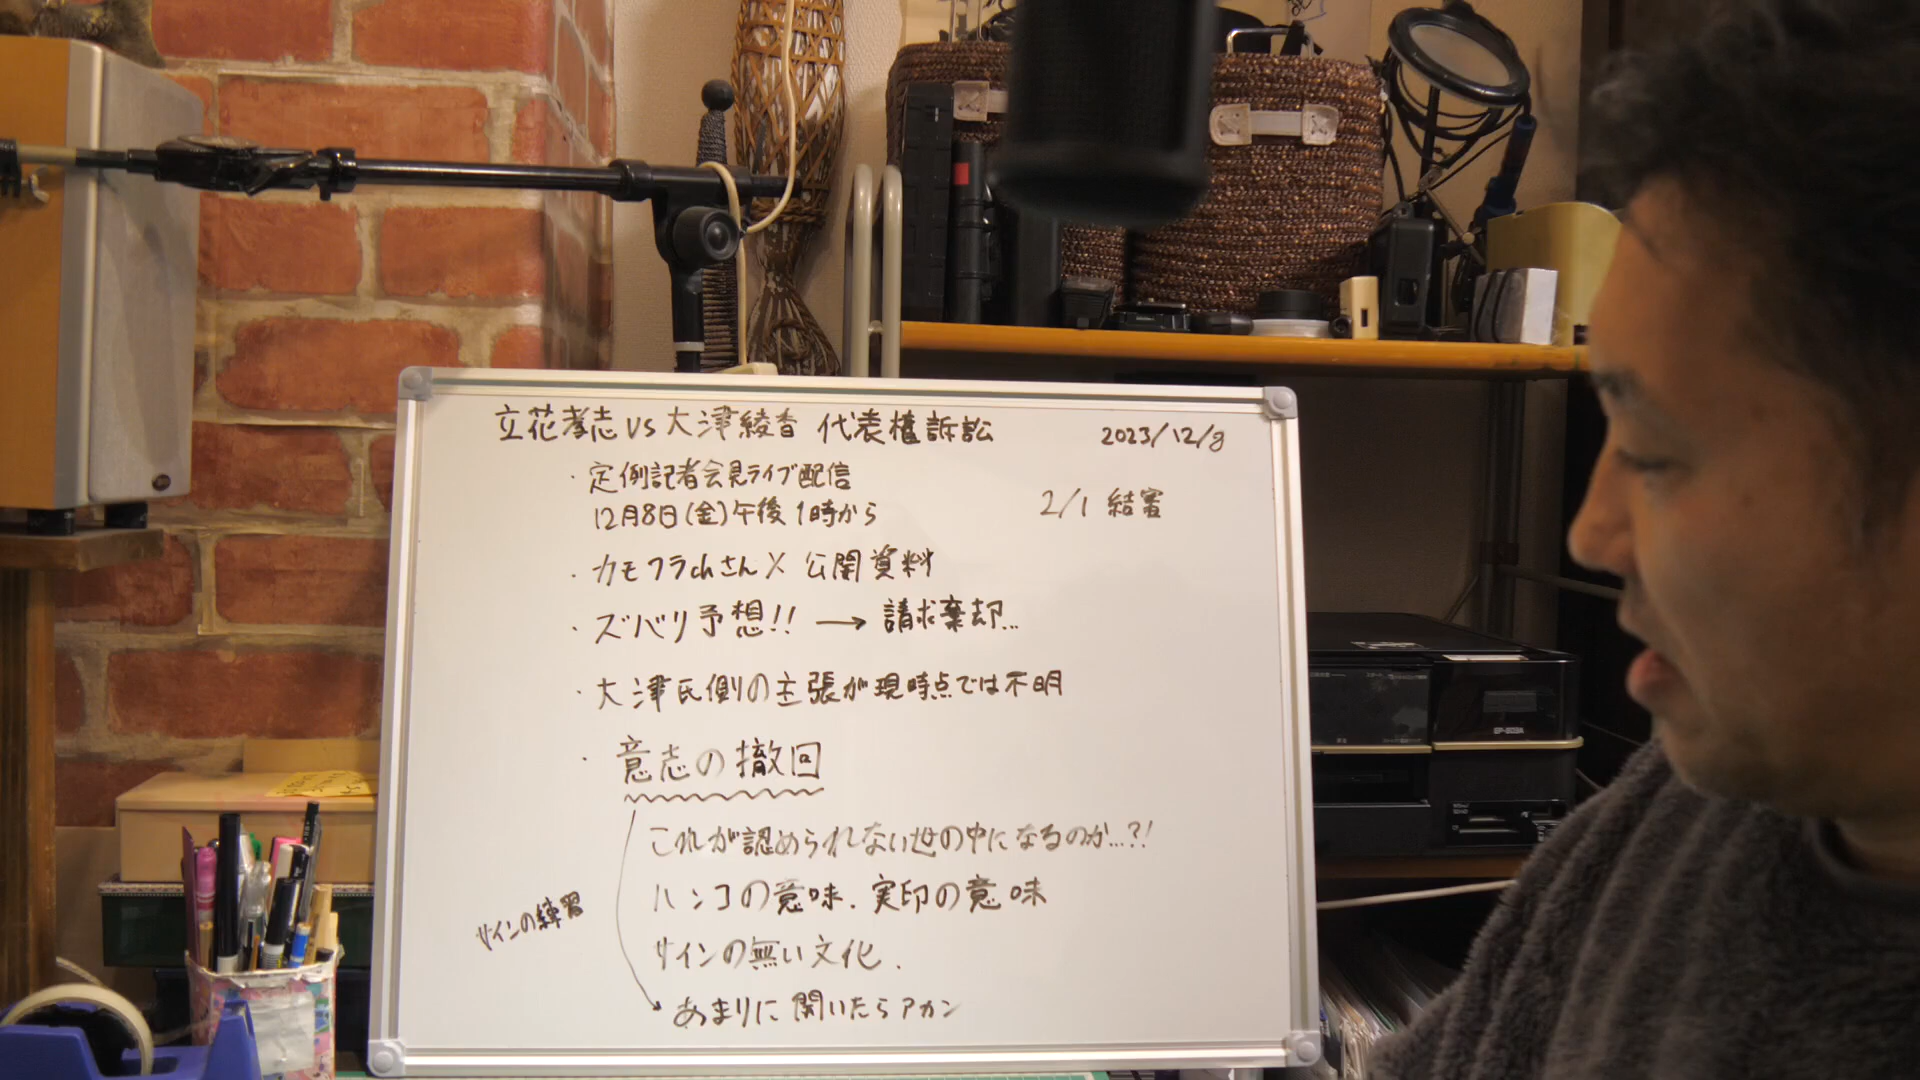 立花孝志 vs 大津綾香 代表権訴訟
2023/12/8
・定例記者会見ライブ配信
12月8日(金)午後1時から
2/1 結審
・カモフラchさん× 公開資料
・ズバリ予想!! → 請求棄却...
・大津氏側の主張が現時点では不明
・意志の撤回
これが認められない世の中になるのか...?!
ハンコの意味.実印の意味
サインの練習
サインの無い文化.
あまりに開いたらアカン
EP-803A